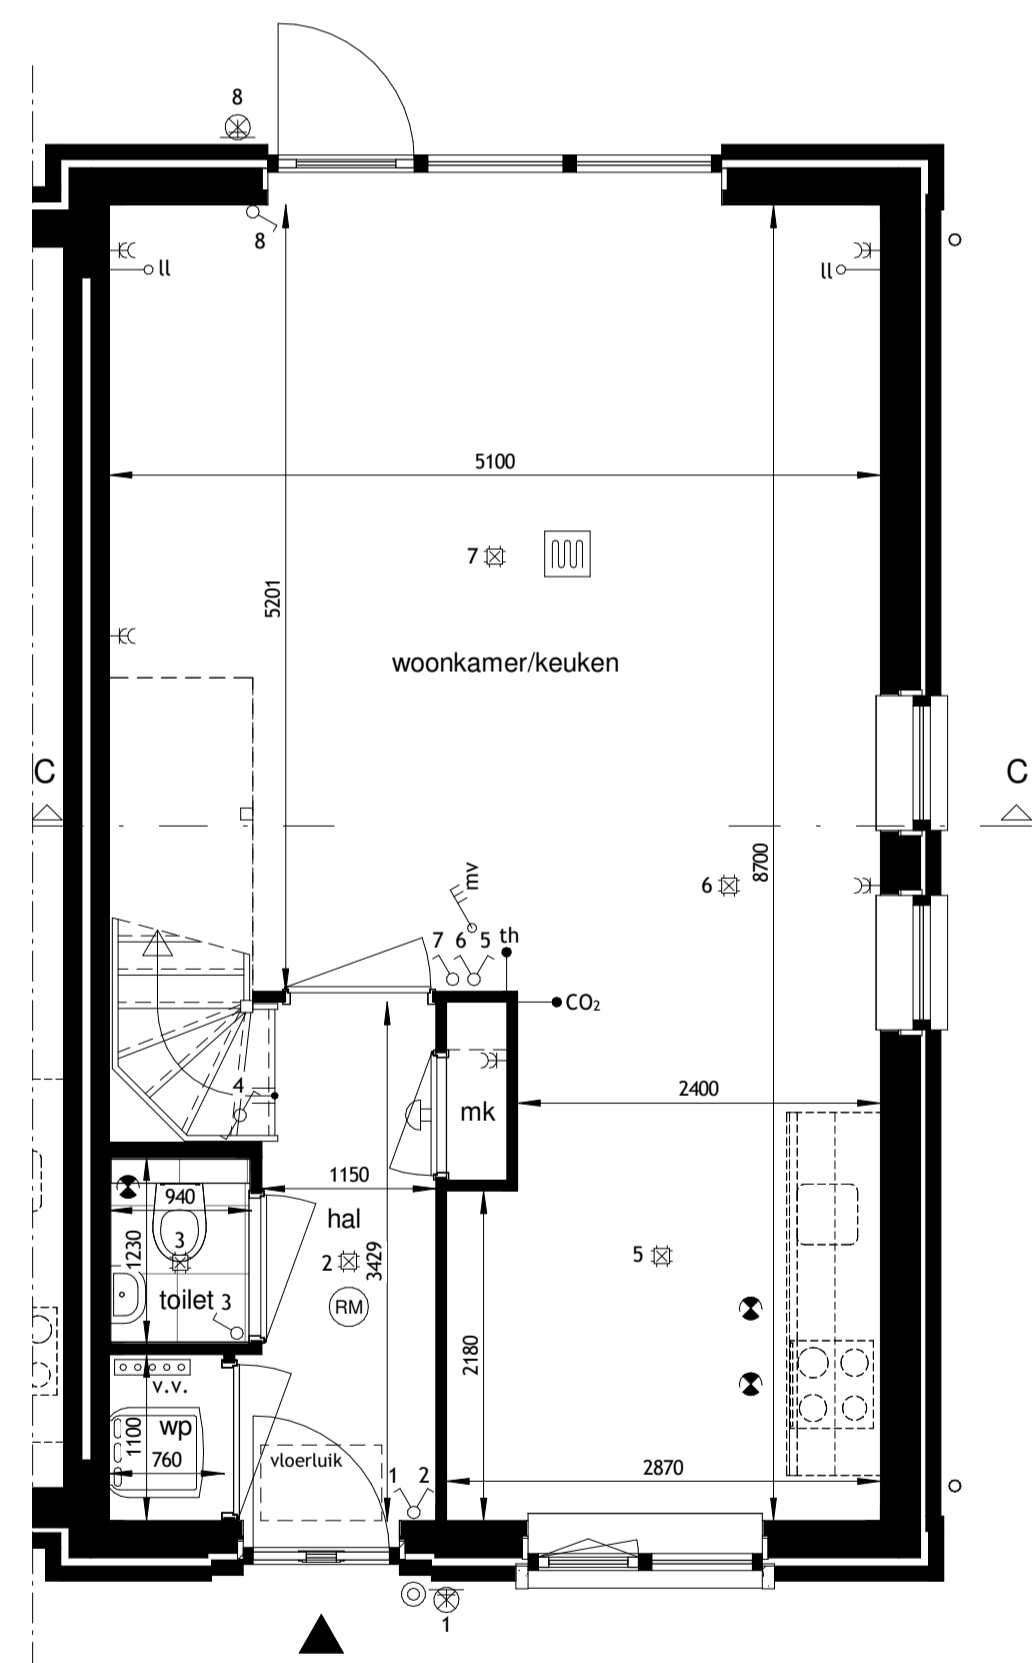 8
8
ll
ll
5100
7
5201
woonkamer/keuken
C
C
8700
6
mv
7 6 5 th
CO2
4
2400
mk
1150
940
hal
1230
3
2
3429
5
toilet 3
RM
2180
v.v.
wp
1100
760
vloerluik
1 2
2870
1